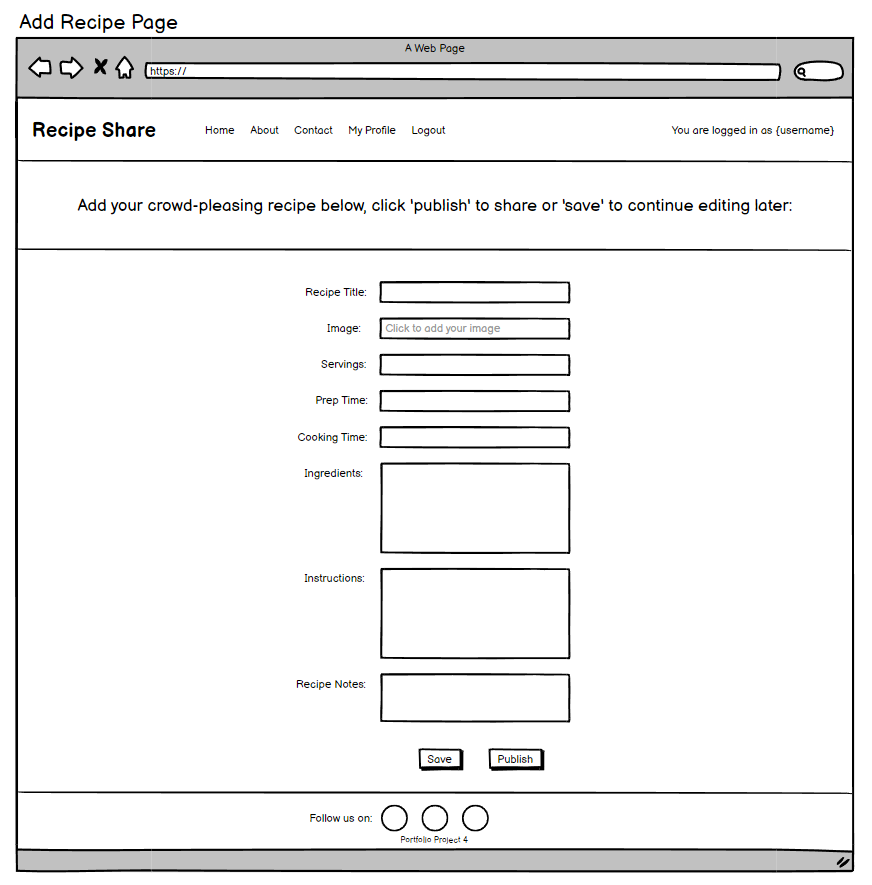 Add Recipe Page
A Web Page
https://
Recipe Share Home About Contact My Profile Logout You are logged in as {username}
Add your crowd-pleasing recipe below, click 'publish' to share or 'save' to continue editing later:
Recipe Title:
Image: Click to add your image
Servings:
Prep Time:
Cooking Time:
Ingredients:
Instructions:
Recipe Notes:
Save Publish
Follow us on:
Portfolio Project 4